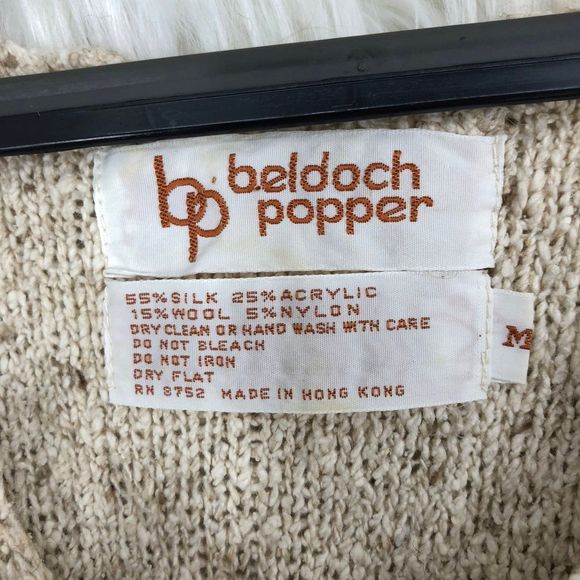 bp beldoch
popper
55% SILK 25% ACRYLIC
15% WOOL 5% NYLON
DRY CLEAN OR HAND WASH WITH CARE
DO NOT BLEACH
DO NOT IRON
DRY FLAT
RN 8752 MADE IN HONG KONG
M